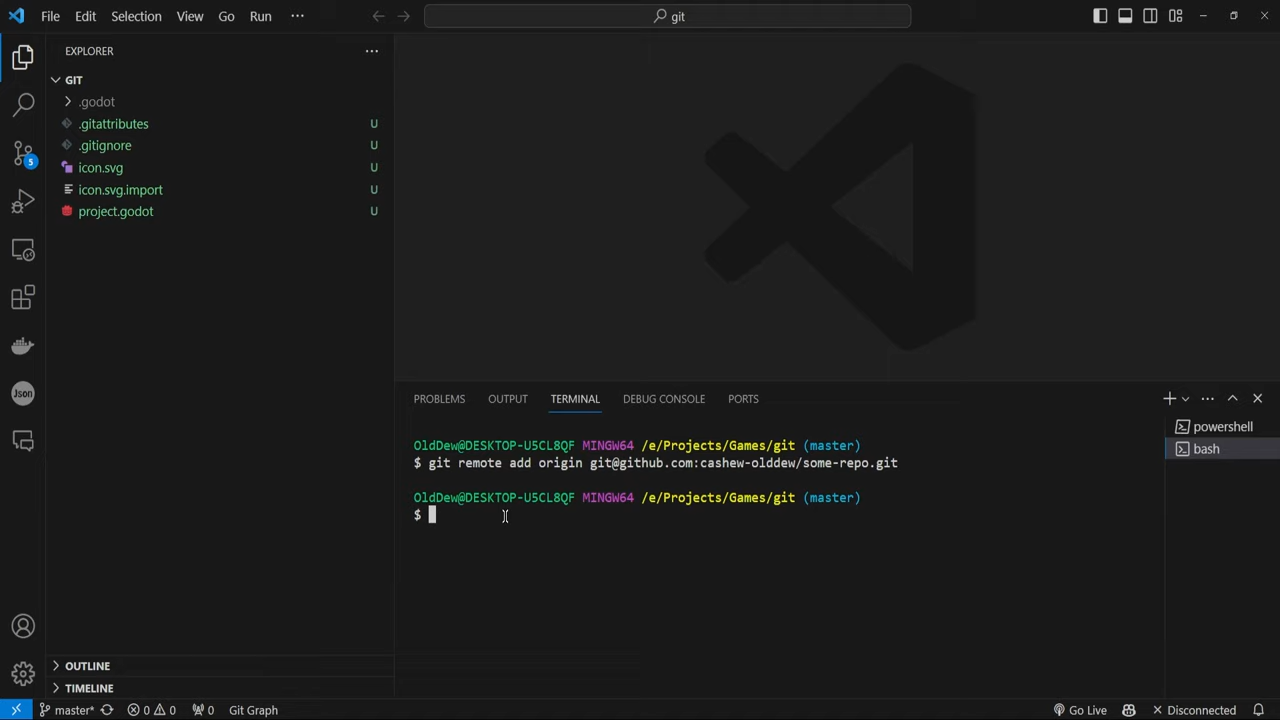 File Edit Selection View Go Run ···
git
EXPLORER ···
GIT
.godot
.gitattributes U
.gitignore U
icon.svg U
icon.svg.import U
project.godot U
5
Json
OUTLINE
TIMELINE
PROBLEMS OUTPUT TERMINAL DEBUG CONSOLE PORTS
OldDew@DESKTOP-U5CL8QF MINGW64 /e/Projects/Games/git (master)
$ git remote add origin git@github.com:cashew-olddew/some-repo.git
OldDew@DESKTOP-U5CL8QF MINGW64 /e/Projects/Games/git (master)
$
powershell
bash
master* 0 0 0 Git Graph Go Live Disconnected